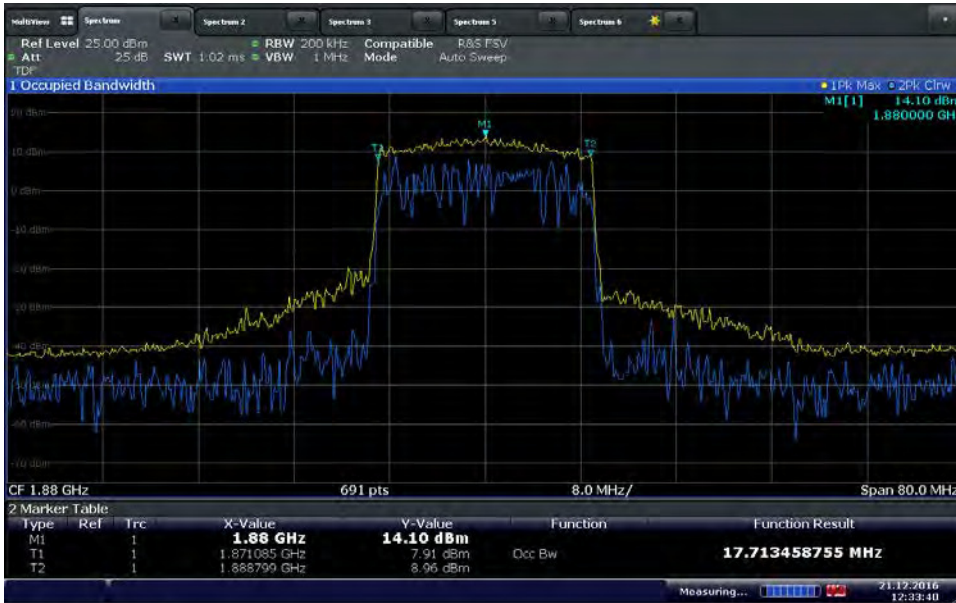 MultiView Spectrum X Spectrum 2 X Spectrum 3 X Spectrum 5 X Spectrum 6 X
Ref Level 25.00 dBm RBW 200 kHz Compatible R&S FSV
Att 25 dB SWT 1.02 ms VBW 1 MHz Mode Auto Sweep
TDF
1 Occupied Bandwidth 1Pk Max 2Pk Clrw
M1[1] 14.10 dBm
1.880000 GH
20 dBm
M1
10 dBm T1 T2
0 dBm
-10 dBm
-20 dBm
-30 dBm
-40 dBm
-50 dBm
-60 dBm
-70 dBm
CF 1.88 GHz 691 pts 8.0 MHz/ Span 80.0 MHz
2 Marker Table
Type Ref Trc X-Value Y-Value Function Function Result
M1 1 1.88 GHz 14.10 dBm
T1 1 1.871085 GHz 7.91 dBm Occ Bw 17.713458755 MHz
T2 1 1.888799 GHz 8.96 dBm
Measuring... 21.12.2016
12:33:40